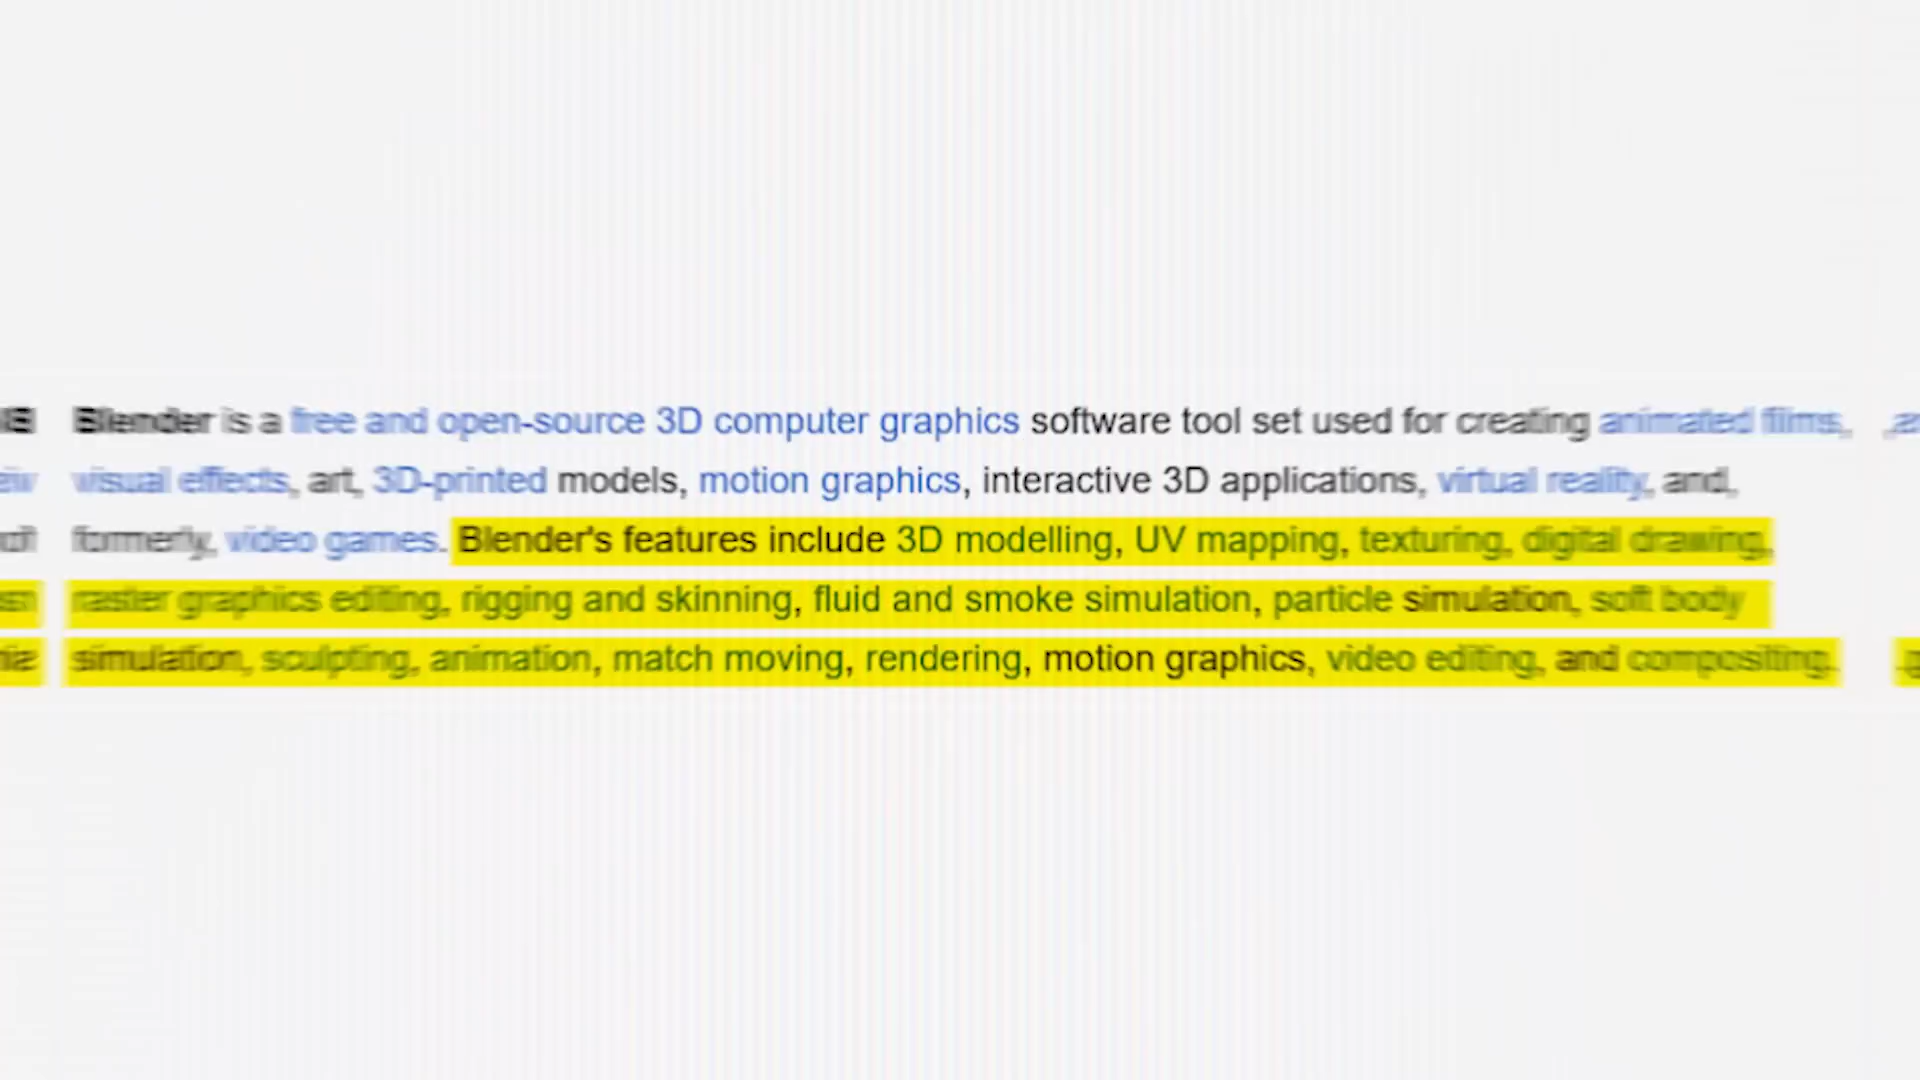 Blender is a free and open-source 3D computer graphics software tool set used for creating animated films,
visual effects, art, 3D-printed models, motion graphics, interactive 3D applications, virtual reality, and,
formerly, video games. Blender's features include 3D modelling, UV mapping, texturing, digital drawing,
raster graphics editing, rigging and skinning, fluid and smoke simulation, particle simulation, soft body
simulation, sculpting, animation, match moving, rendering, motion graphics, video editing, and compositing.